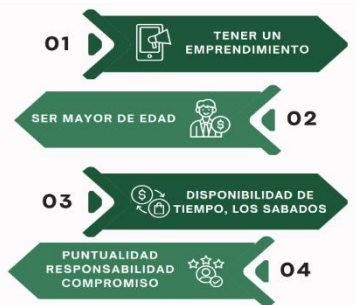 01
TENER UN
EMPRENDIMIENTO
SER MAYOR DE EDAD
02
03
DISPONIBILIDAD DE
TIEMPO, LOS SABADOS
PUNTUALIDAD
RESPONSABILIDAD
COMPROMISO
04